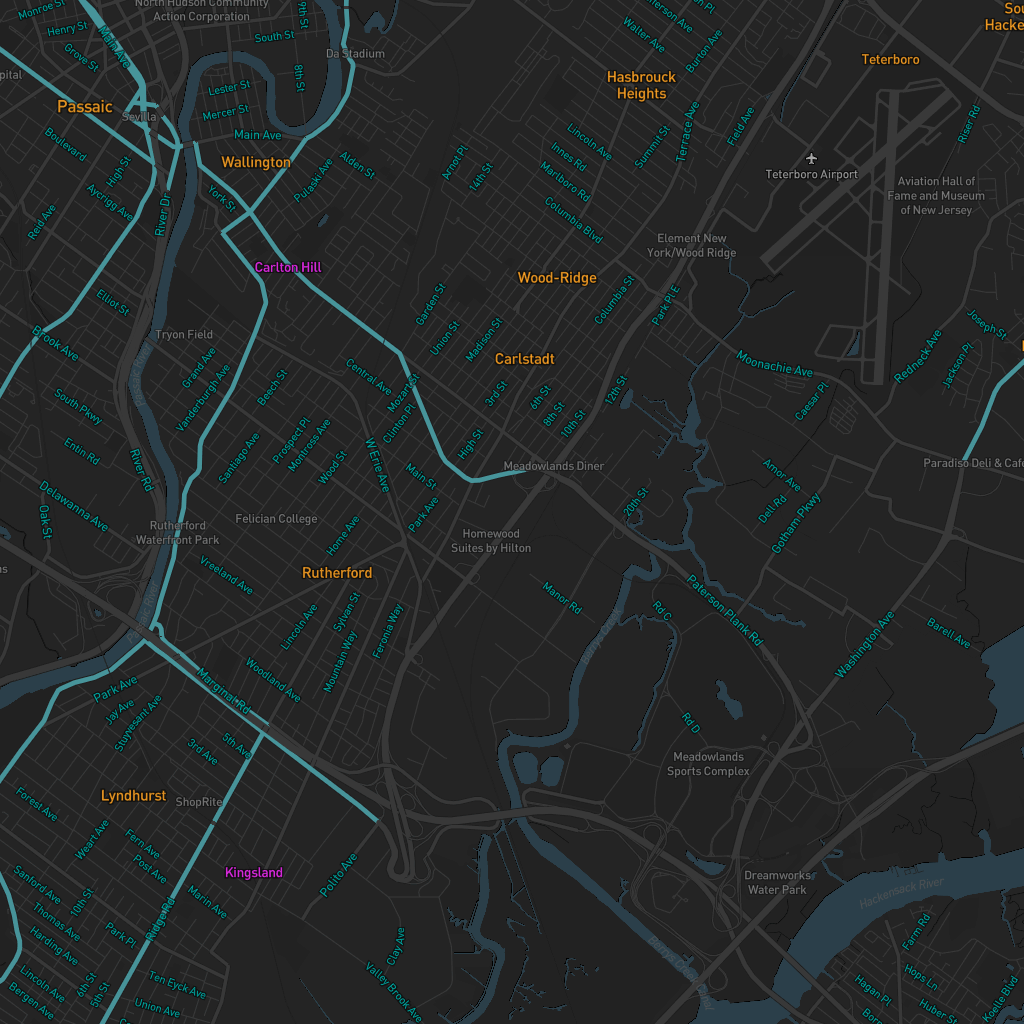 Monroe St
North Hudson Community
Action Corporation
9th St
Jefferson Ave
Henry St
Main Ave
South St
Walter Ave
Burton Ave
Grove St
Da Stadium
8th St
Hasbrouck
Heights
Teterboro
Lester St
Passaic
Sevilla
Mercer St
Main Ave
Terrace Ave
Field Ave
Riser Rd
Boulevard
Lincoln Ave
Summit St
Innes Rd
Wallington
Alden St
Arnot Pl
14th St
Marlboro Rd
Teterboro Airport
High St
Pulaski Ave
Aycrigg Ave
York St
Aviation Hall of
Fame and Museum
of New Jersey
Reid Ave
River Dr
Columbia Blvd
Element New
York/Wood Ridge
Carlton Hill
Wood-Ridge
Elliot St
Garden St
Columbia St
Park Pl E
Tryon Field
Union St
Madison St
Joseph St
Brook Ave
Carlstadt
Redneck Ave
Jackson Pl
Moonachie Ave
Grand Ave
Central Ave
Mozart St
Beech St
3rd St
6th St
8th St
10th St
12th St
Caesar Pl
Vanderburgh Ave
South Pkwy
Clinton Pl
Prospect Pl
Montross Ave
High St
Entin Rd
Santiago Ave
Wood St
W Erie Ave
Main St
Meadowlands Diner
Paradiso Deli & Cafe
River Rd
Amor Ave
Dell Rd
Gotham Pkwy
Delawanna Ave
Oak St
Rutherford
Waterfront Park
Felician College
Home Ave
Park Ave
20th St
Homewood
Suites by Hilton
Vreeland Ave
Rutherford
Manor Rd
Paterson Plank Rd
Rd C
Lincoln Ave
Sylvan St
Feronia Way
Mountain Way
Berry Creek
Washington Ave
Barell Ave
Woodland Ave
Marginal Rd
Park Ave
Jay Ave
Stuyvesant Ave
Rd D
5th Ave
3rd Ave
Meadowlands
Sports Complex
Lyndhurst
ShopRite
Forest Ave
Weart Ave
Fern Ave
Post Ave
Kingsland
Polito Ave
Dreamworks
Water Park
Hackensack River
Sanford Ave
10th St
Marin Ave
Thomas Ave
Park Pl
Ridge Rd
Harding Ave
Clay Ave
Farm Rd
Lincoln Ave
6th St
5th St
Bergen Ave
Ten Eyck Ave
Union Ave
Valley Brook Ave
Hops Ln
Hagan Pl
Huber St
Koelle Blvd